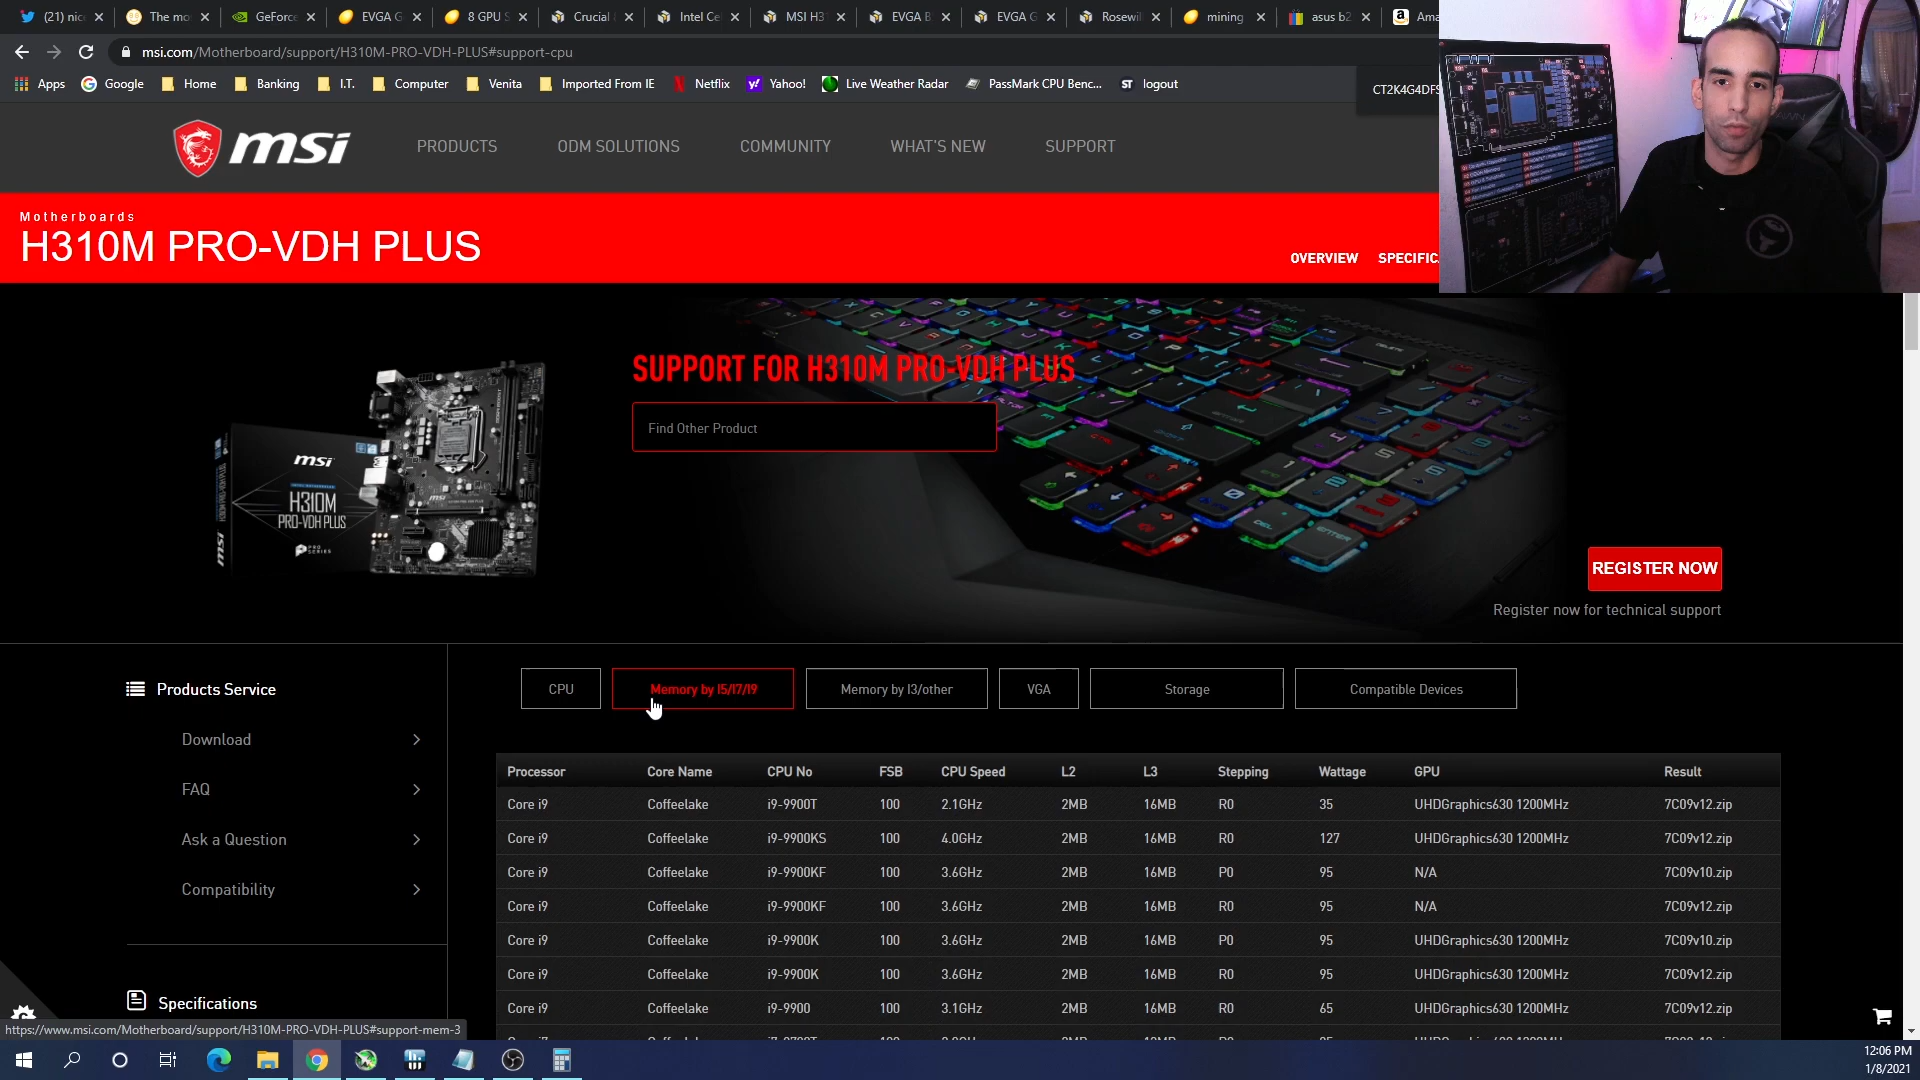 (21) nice
The mo
GeForce
EVGA G
8 GPU S
Crucial
Intel Ce
MSI H31
EVGA B
EVGA G
Rosewil
mining
asus b2
Ama
msi.com/Motherboard/support/H310M-PRO-VDH-PLUS#support-cpu
Apps
Google
Home
Banking
I.T.
Computer
Venita
Imported From IE
Netflix
Yahoo!
Live Weather Radar
PassMark CPU Benc...
ST logout
CT2K4G4DFS
msi
PRODUCTS
ODM SOLUTIONS
COMMUNITY
WHAT'S NEW
SUPPORT
Motherboards
H310M PRO-VDH PLUS
OVERVIEW
SPECIFIC
SUPPORT FOR H310M PRO-VDH PLUS
Find Other Product
msi
H310M
PRO-VDH PLUS
PRO SERIES
REGISTER NOW
Register now for technical support
Products Service
Download
FAQ
Ask a Question
Compatibility
Specifications
CPU
Memory by I5/I7/I9
Memory by I3/other
VGA
Storage
Compatible Devices
Processor Core Name CPU No FSB CPU Speed L2 L3 Stepping Wattage GPU Result
Core i9 Coffeelake i9-9900T 100 2.1GHz 2MB 16MB R0 35 UHDGraphics630 1200MHz 7C09v12.zip
Core i9 Coffeelake i9-9900KS 100 4.0GHz 2MB 16MB R0 127 UHDGraphics630 1200MHz 7C09v12.zip
Core i9 Coffeelake i9-9900KF 100 3.6GHz 2MB 16MB P0 95 N/A 7C09v10.zip
Core i9 Coffeelake i9-9900KF 100 3.6GHz 2MB 16MB R0 95 N/A 7C09v12.zip
Core i9 Coffeelake i9-9900K 100 3.6GHz 2MB 16MB P0 95 UHDGraphics630 1200MHz 7C09v10.zip
Core i9 Coffeelake i9-9900K 100 3.6GHz 2MB 16MB R0 95 UHDGraphics630 1200MHz 7C09v12.zip
Core i9 Coffeelake i9-9900 100 3.1GHz 2MB 16MB R0 65 UHDGraphics630 1200MHz 7C09v12.zip
https://www.msi.com/Motherboard/support/H310M-PRO-VDH-PLUS#support-mem-3
12:06 PM
1/8/2021